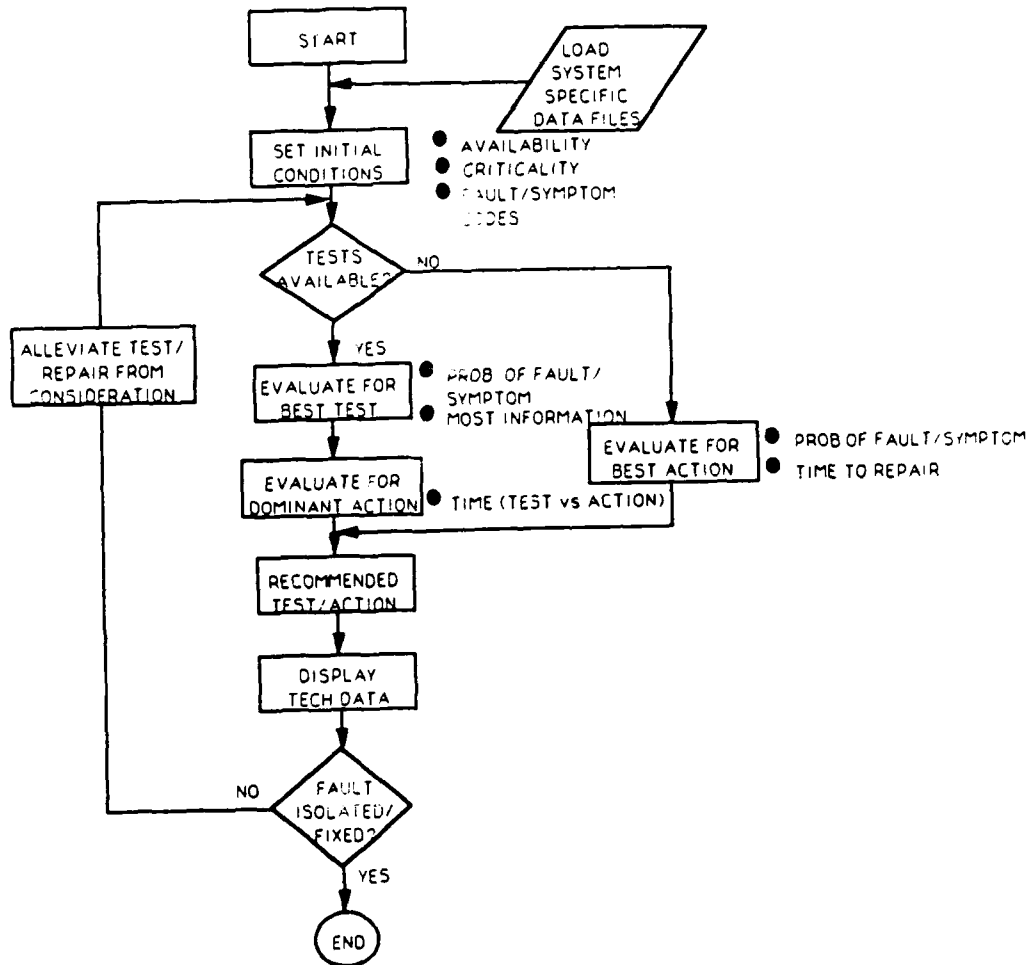 START
LOAD
SYSTEM
SPECIFIC
DATA FILES
SET INITIAL
CONDITIONS
AVAILABILITY
CRITICALITY
FAULT/SYMPTOM
CODES
TESTS
AVAILABLE?
NO
YES
ALLEVIATE TEST/
REPAIR FROM
CONSIDERATION
EVALUATE FOR
BEST TEST
PROB OF FAULT/
SYMPTOM
MOST INFORMATION
EVALUATE FOR
BEST ACTION
PROB OF FAULT/SYMPTOM
TIME TO REPAIR
EVALUATE FOR
DOMINANT ACTION
TIME (TEST vs ACTION)
RECOMMENDED
TEST/ACTION
DISPLAY
TECH DATA
NO
FAULT
ISOLATED/
FIXED?
YES
END